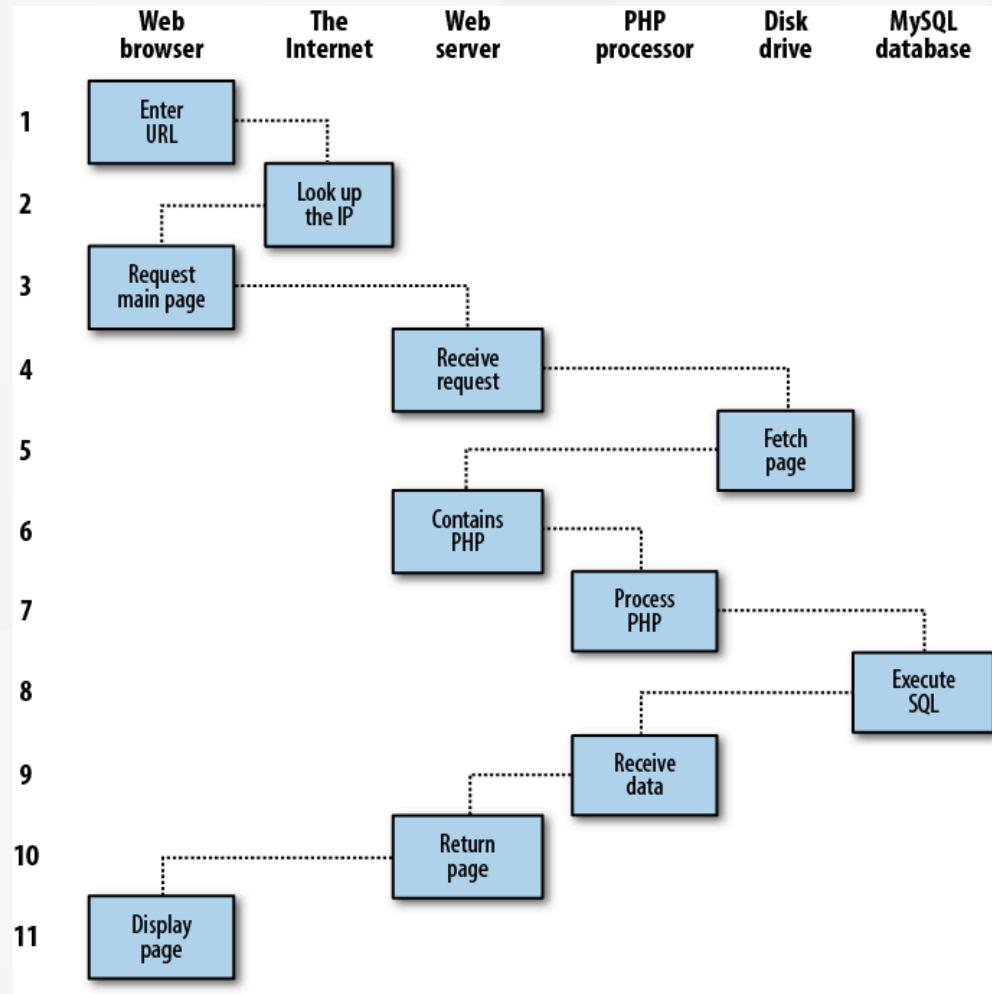 Web
browser
The
Internet
Web
server
PHP
processor
Disk
drive
MySQL
database
1
Enter
URL
2
Look up
the IP
3
Request
main page
4
Receive
request
5
Fetch
page
6
Contains
PHP
7
Process
PHP
8
Execute
SQL
9
Receive
data
10
Return
page
11
Display
page